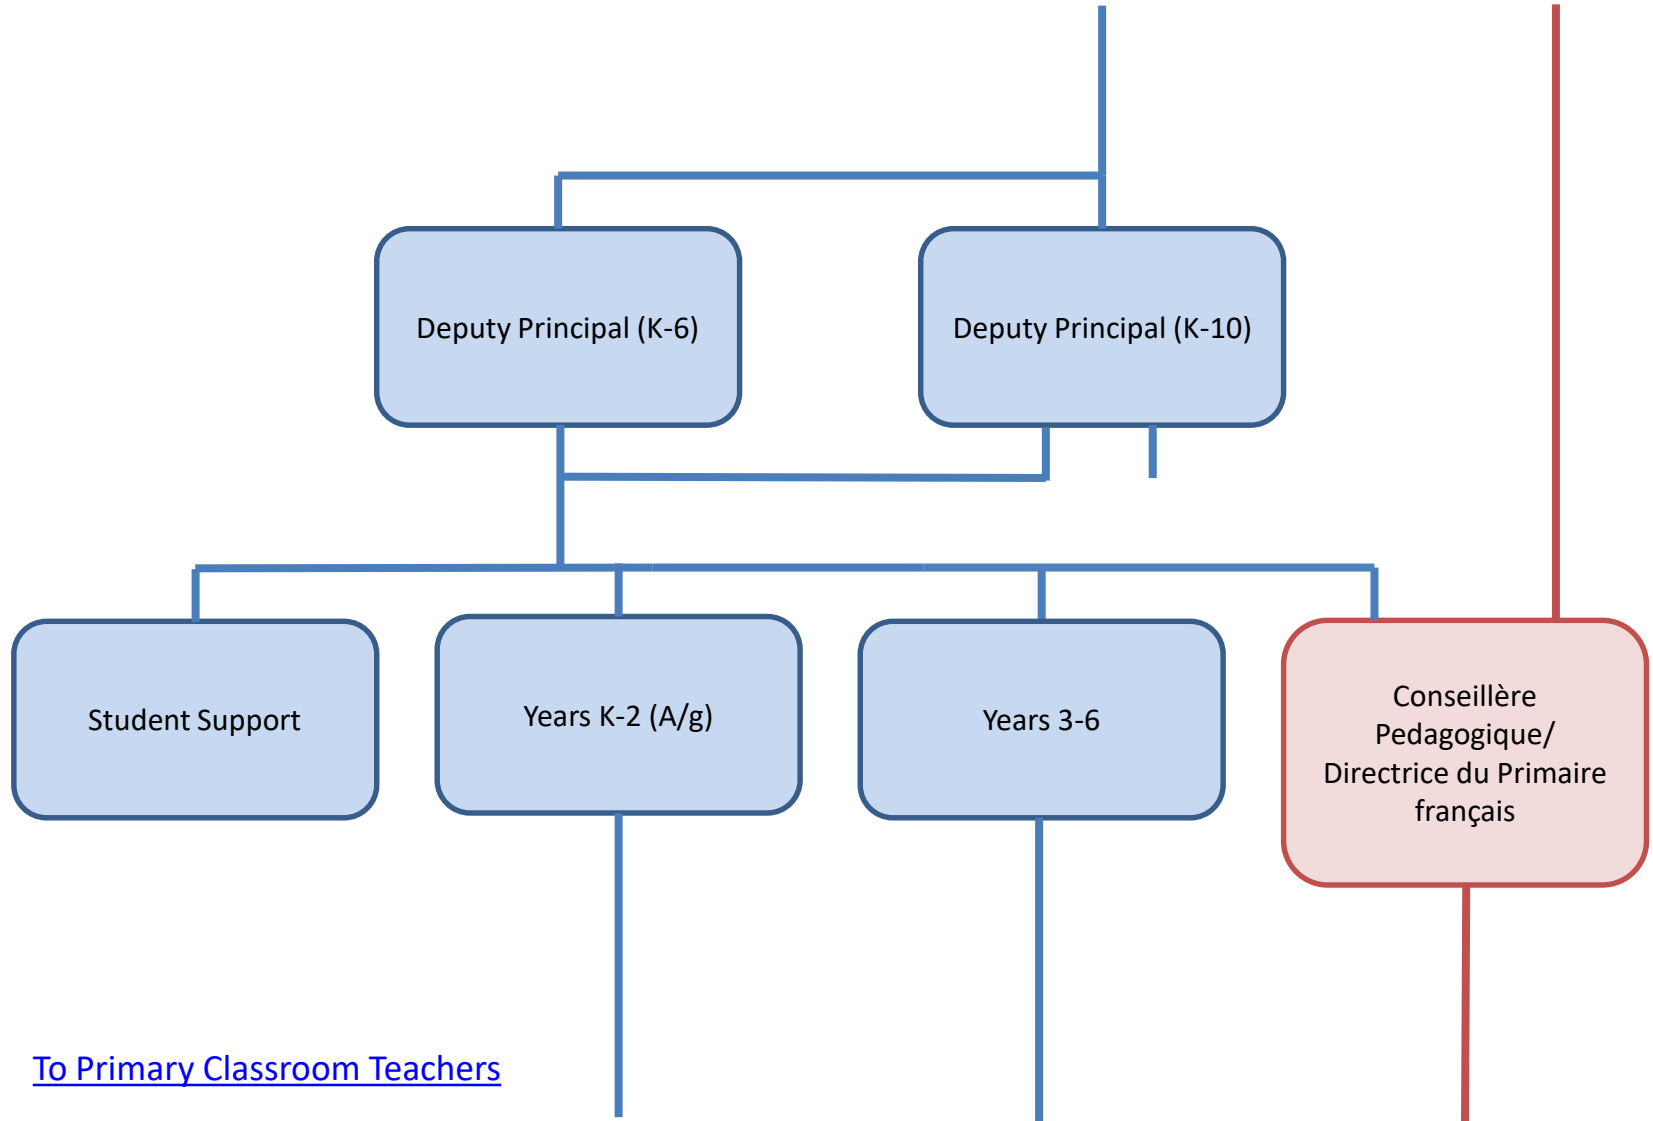 Deputy Principal (K-6)
Deputy Principal (K-10)
Student Support
Years K-2 (A/g)
Years 3-6
Conseillère
Pedagogique/
Directrice du Primaire
français
To Primary Classroom Teachers